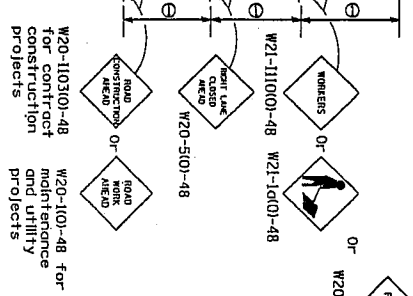 ①
①
①
WORKERS
Or
Or
W21-I110(O)-48
W21-1a(O)-48
W20
RIGHT LANE
CLOSED
AHEAD
W20-5(O)-48
ROAD
CONSTRUCTION
AHEAD
Or
ROAD
WORK
AHEAD
W20-I103(O)-48
for contract
construction
projects
W20-1(O)-48 for
maintenance
and utility
projects